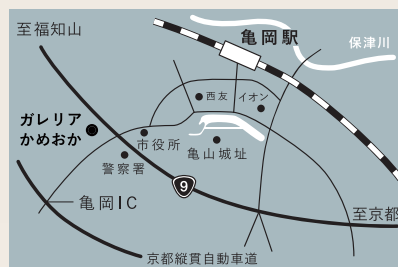 至福知山
亀岡駅
保津川
西友
イオン
ガレリア
かめおか
市役所
亀山城址
警察署
9
亀岡IC
至京都
京都縦貫自動車道